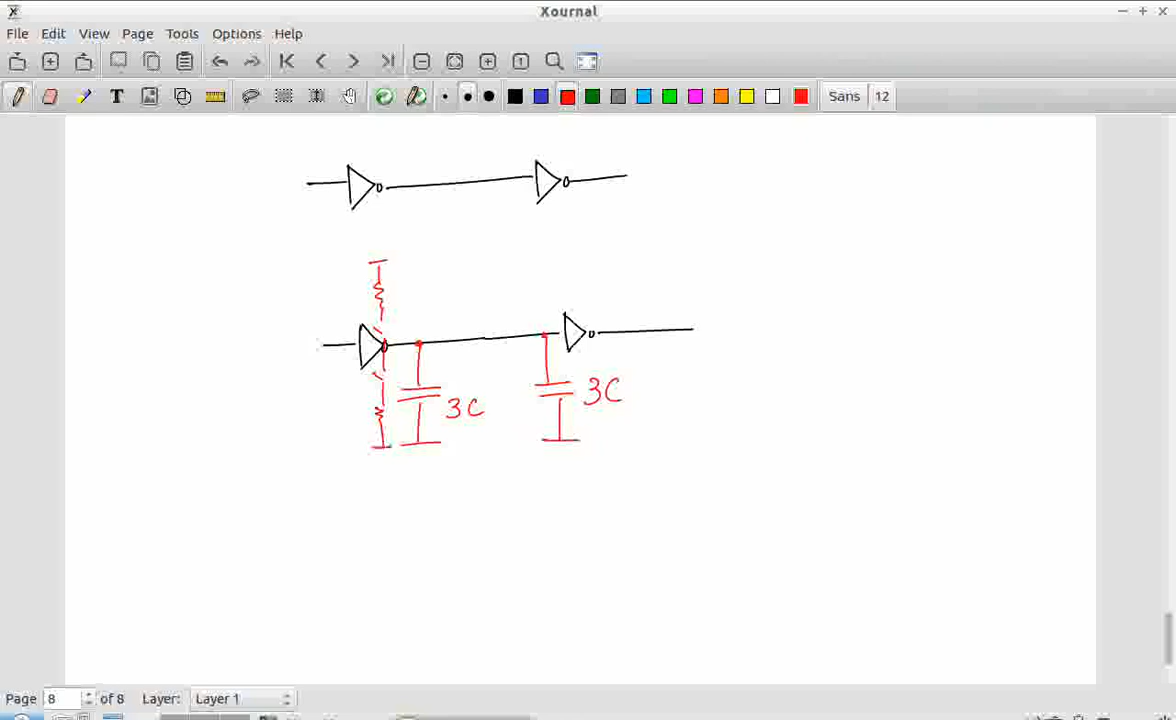 Xournal
File Edit View Page Tools Options Help
Sans 12
3C
3C
Page 8 of 8 Layer: Layer 1